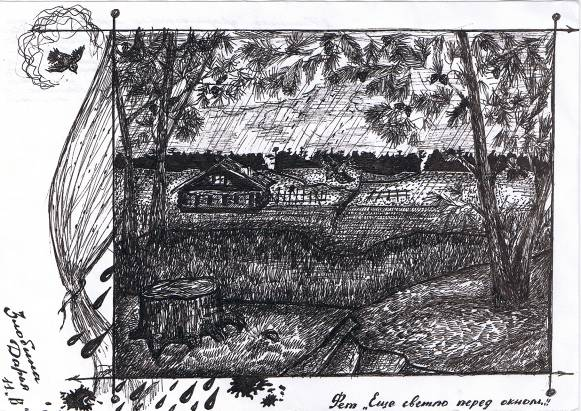 Злобина
Дарья
11 „В"
Фет „Еще светло перед окном..."